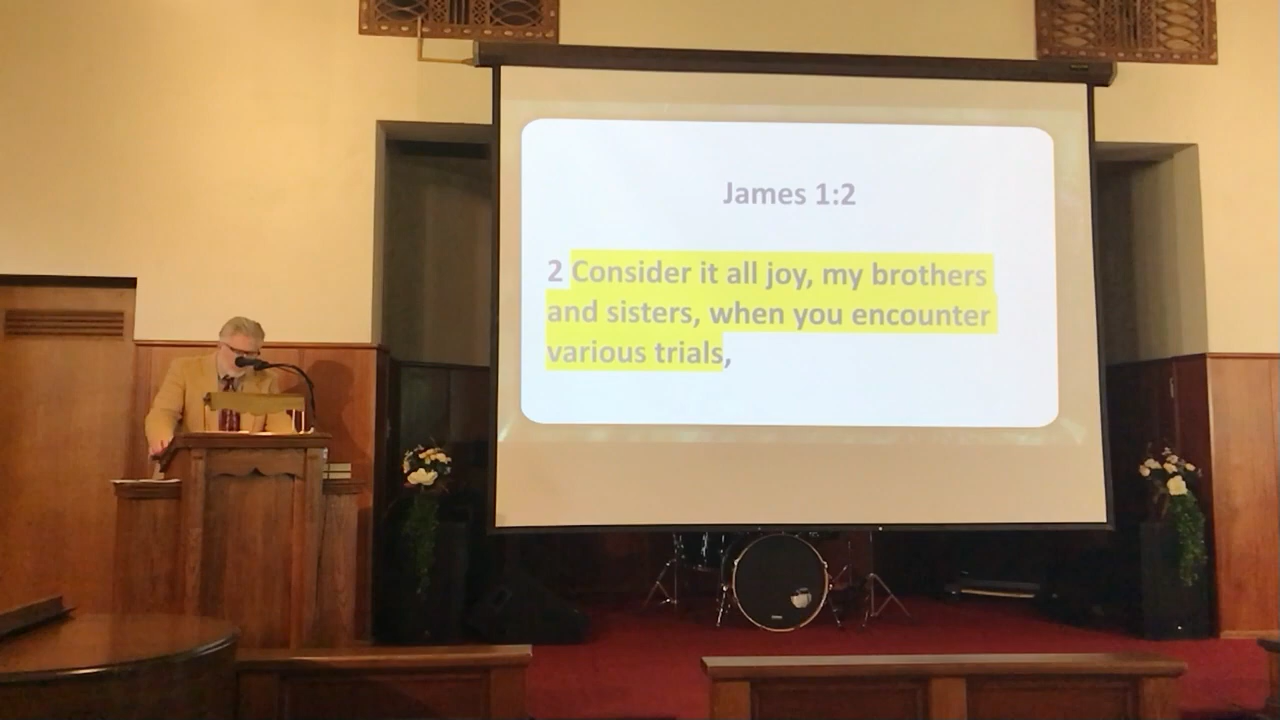 James 1:2
2 Consider it all joy, my brothers
and sisters, when you encounter
various trials,